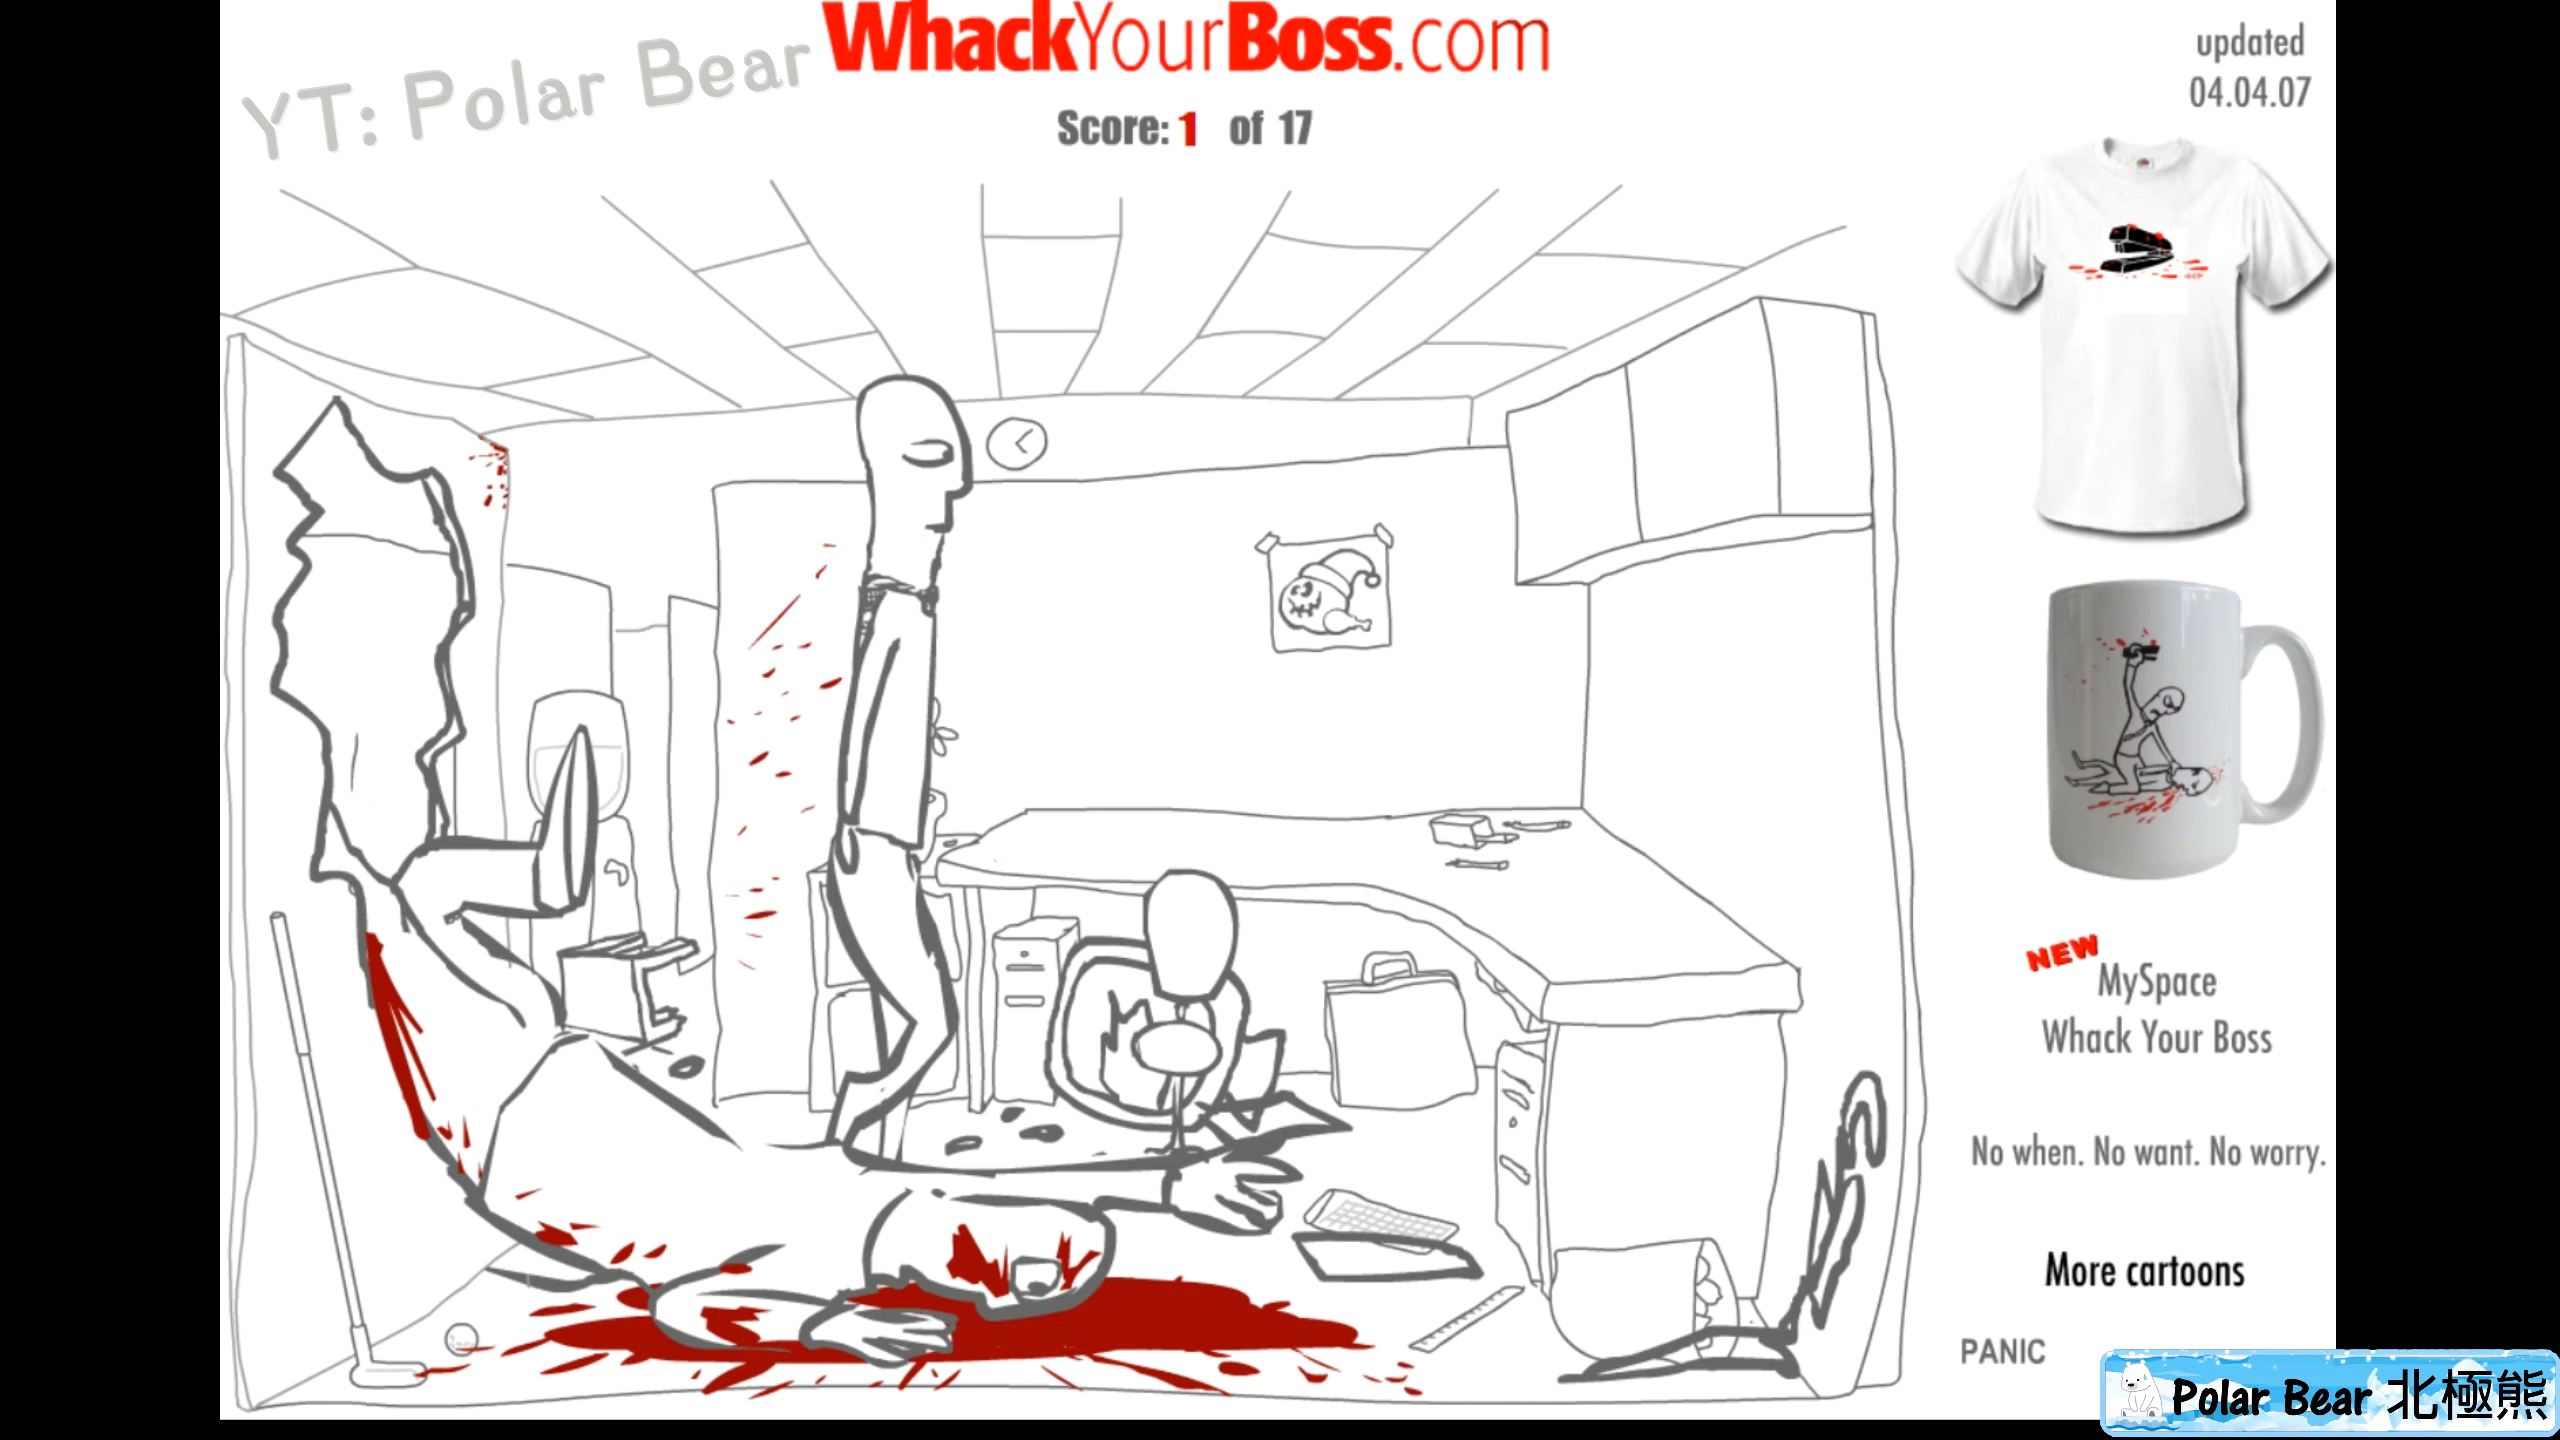 YT: Polar Bear
WhackYourBoss.com
Score: 1 of 17
updated
04.04.07
NEW
MySpace
Whack Your Boss
No when. No want. No worry.
More cartoons
PANIC
Polar Bear 北極熊